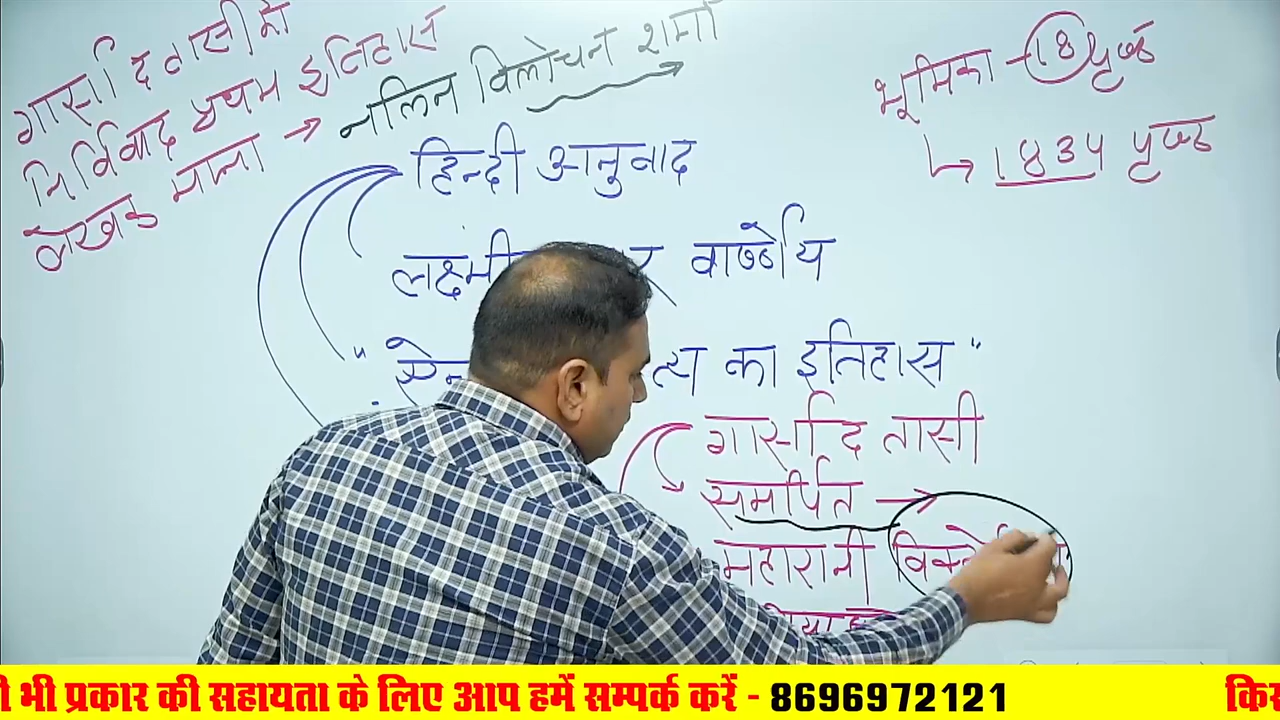 गार्सा द तासी को
निर्विवाद प्रथम इतिहास
लेखक माना → नलिन विलोचन शर्मा
भूमिका - 18 पृष्ठ
↳ 1834 पृष्ठ
हिन्दी अनुवाद
वार्ष्णेय
का इतिहास"
गार्सा द तासी
समर्पित →
महारानी
ी भी प्रकार की सहायता के लिए आप हमें सम्पर्क करें - 8696972121